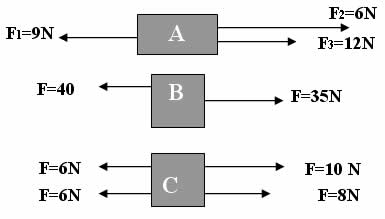 F2=6N
F1=9N
A
F3=12N
F=40
B
F=35N
F=6N
F=10 N
C
F=6N
F=8N